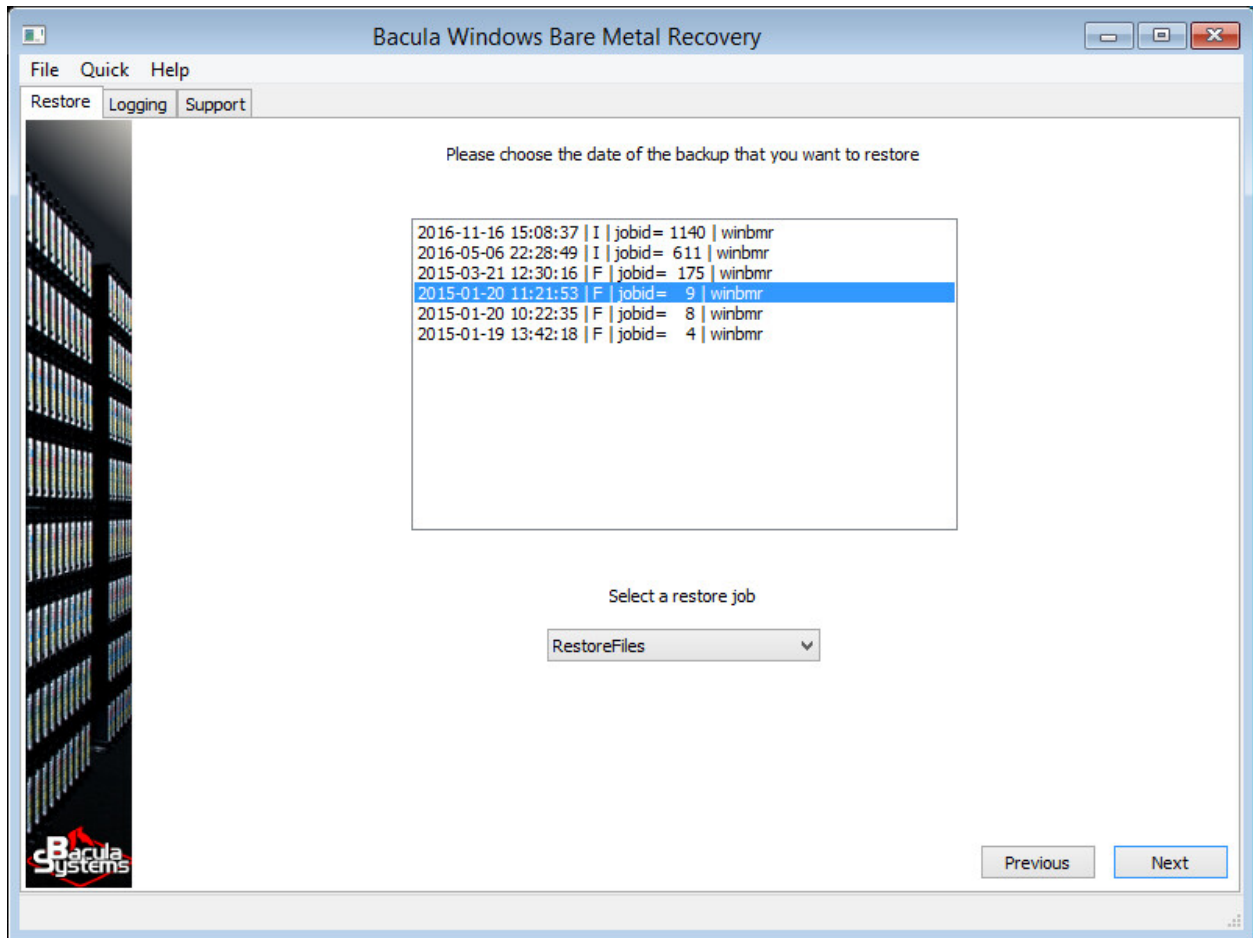 Bacula Windows Bare Metal Recovery
File Quick Help
Restore Logging Support
Please choose the date of the backup that you want to restore
2016-11-16 15:08:37 | I | jobid= 1140 | winbmr
2016-05-06 22:28:49 | I | jobid=  611 | winbmr
2015-03-21 12:30:16 | F | jobid=  175 | winbmr
2015-01-20 11:21:53 | F | jobid=    9 | winbmr
2015-01-20 10:22:35 | F | jobid=    8 | winbmr
2015-01-19 13:42:18 | F | jobid=    4 | winbmr
Select a restore job
RestoreFiles
Bacula
Systems
Previous Next